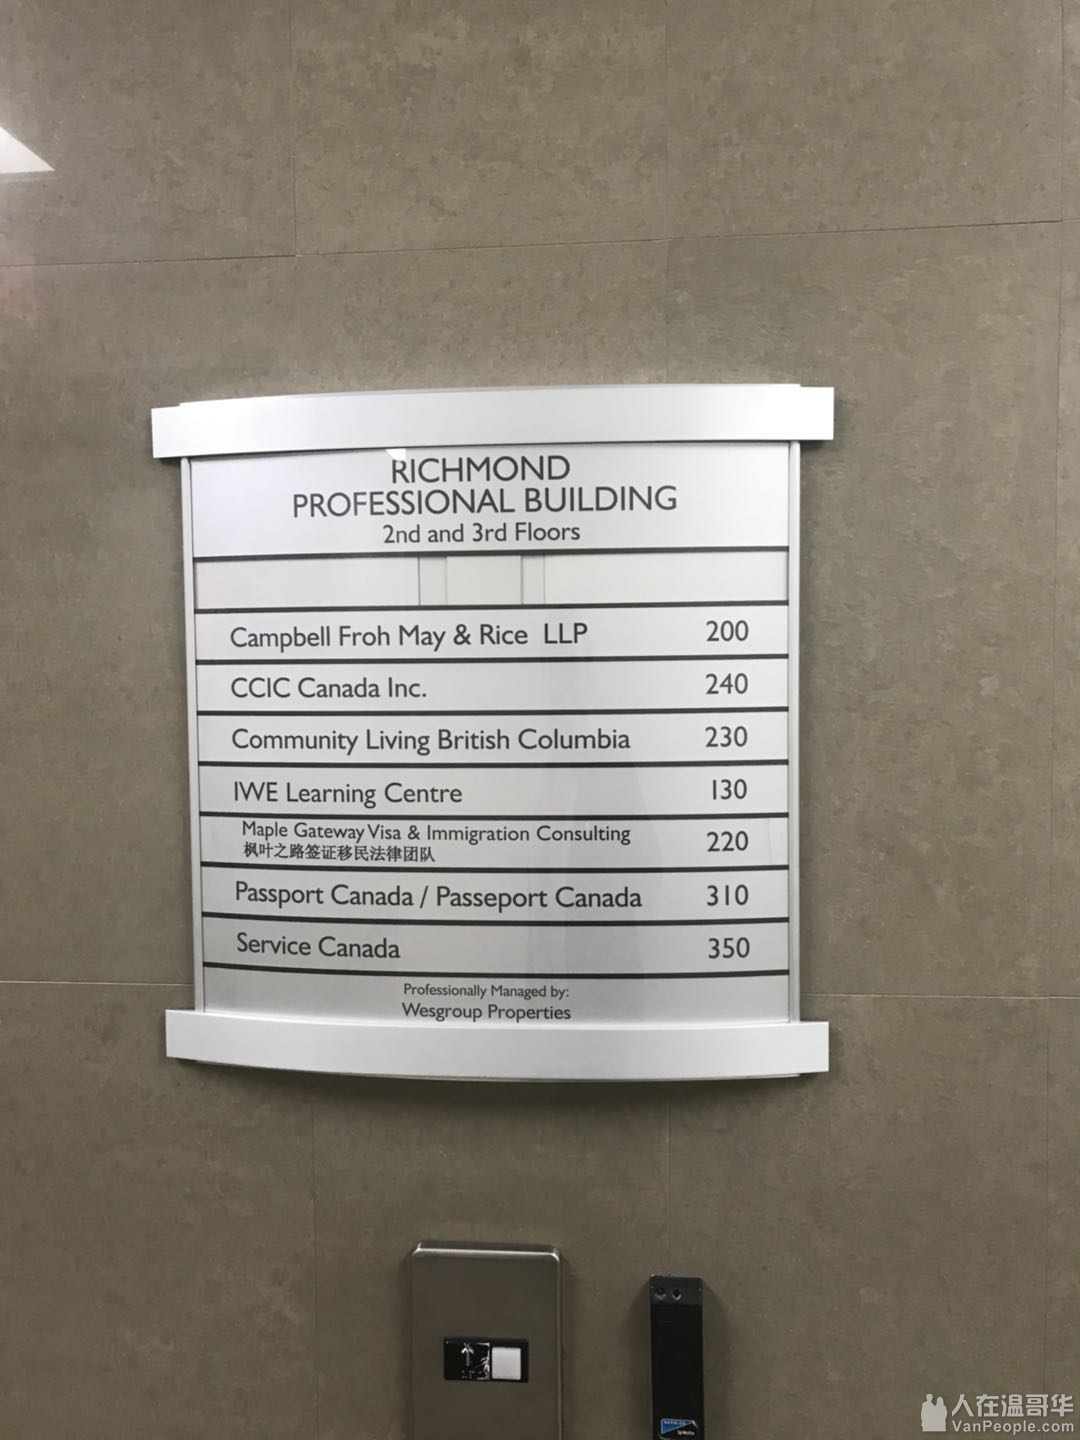 RICHMOND
PROFESSIONAL BUILDING
2nd and 3rd Floors
Campbell Froh May & Rice LLP 200
CCIC Canada Inc. 240
Community Living British Columbia 230
IWE Learning Centre 130
Maple Gateway Visa & Immigration Consulting 220
枫叶之路签证移民法律团队
Passport Canada / Passeport Canada 310
Service Canada 350
Professionally Managed by:
Wesgroup Properties
人在温哥华
VanPeople.com